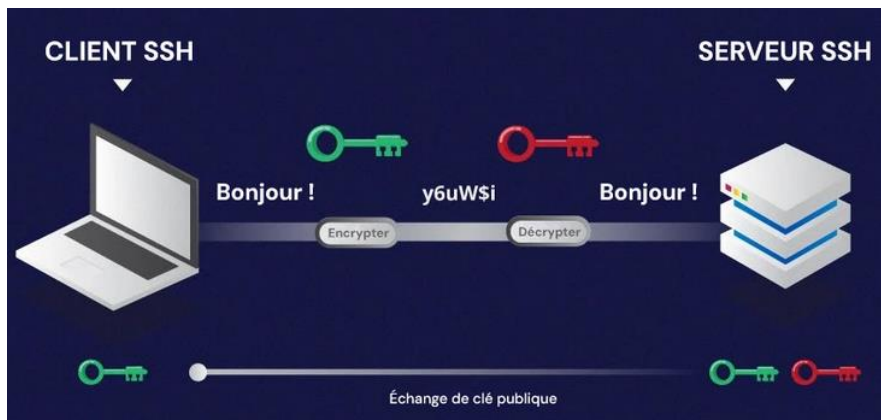 CLIENT SSH
SERVEUR SSH
Bonjour !
y6uW$i
Bonjour !
Encrypter
Décrypter
Échange de clé publique